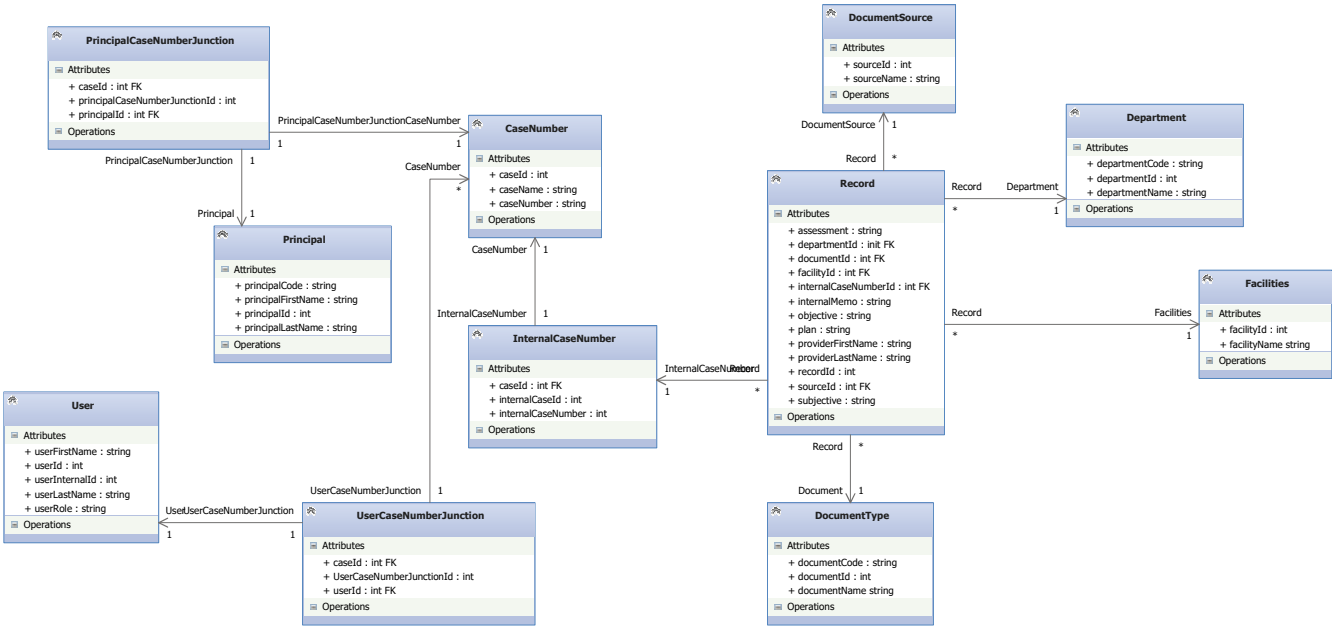 PrincipalCaseNumberJunction
Attributes
+ caseId : int FK
+ principalCaseNumberJunctionId : int
+ principalId : int FK
Operations
PrincipalCaseNumberJunctionCaseNumber
1
1
PrincipalCaseNumberJunction
1
Principal
1
Principal
Attributes
+ principalCode : string
+ principalFirstName : string
+ principalId : int
+ principalLastName : string
Operations
CaseNumber
*
CaseNumber
Attributes
+ caseId : int
+ caseName : string
+ caseNumber : string
Operations
CaseNumber
1
InternalCaseNumber
1
InternalCaseNumber
Attributes
+ caseId : int FK
+ internalCaseId : int
+ internalCaseNumber : int
Operations
User
Attributes
+ userFirstName : string
+ userId : int
+ userInternalId : int
+ userLastName : string
+ userRole : string
Operations
User
UserCaseNumberJunction
1
1
UserCaseNumberJunction
1
UserCaseNumberJunction
Attributes
+ caseId : int FK
+ UserCaseNumberJunctionId : int
+ userId : int FK
Operations
DocumentSource
Attributes
+ sourceId : int
+ sourceName : string
Operations
DocumentSource
1
Record
*
Record
Attributes
+ assessment : string
+ departmentId : init FK
+ documentId : int FK
+ facilityId : int FK
+ internalCaseNumberId : int FK
+ internalMemo : string
+ objective : string
+ plan : string
+ providerFirstName : string
+ providerLastName : string
+ recordId : int
+ sourceId : int FK
+ subjective : string
Operations
InternalCaseNumber
Record
1
*
Record
Department
*
1
Department
Attributes
+ departmentCode : string
+ departmentId : int
+ departmentName : string
Operations
Record
Facilities
*
1
Facilities
Attributes
+ facilityId : int
+ facilityName string
Operations
Record
*
Document
1
DocumentType
Attributes
+ documentCode : string
+ documentId : int
+ documentName string
Operations